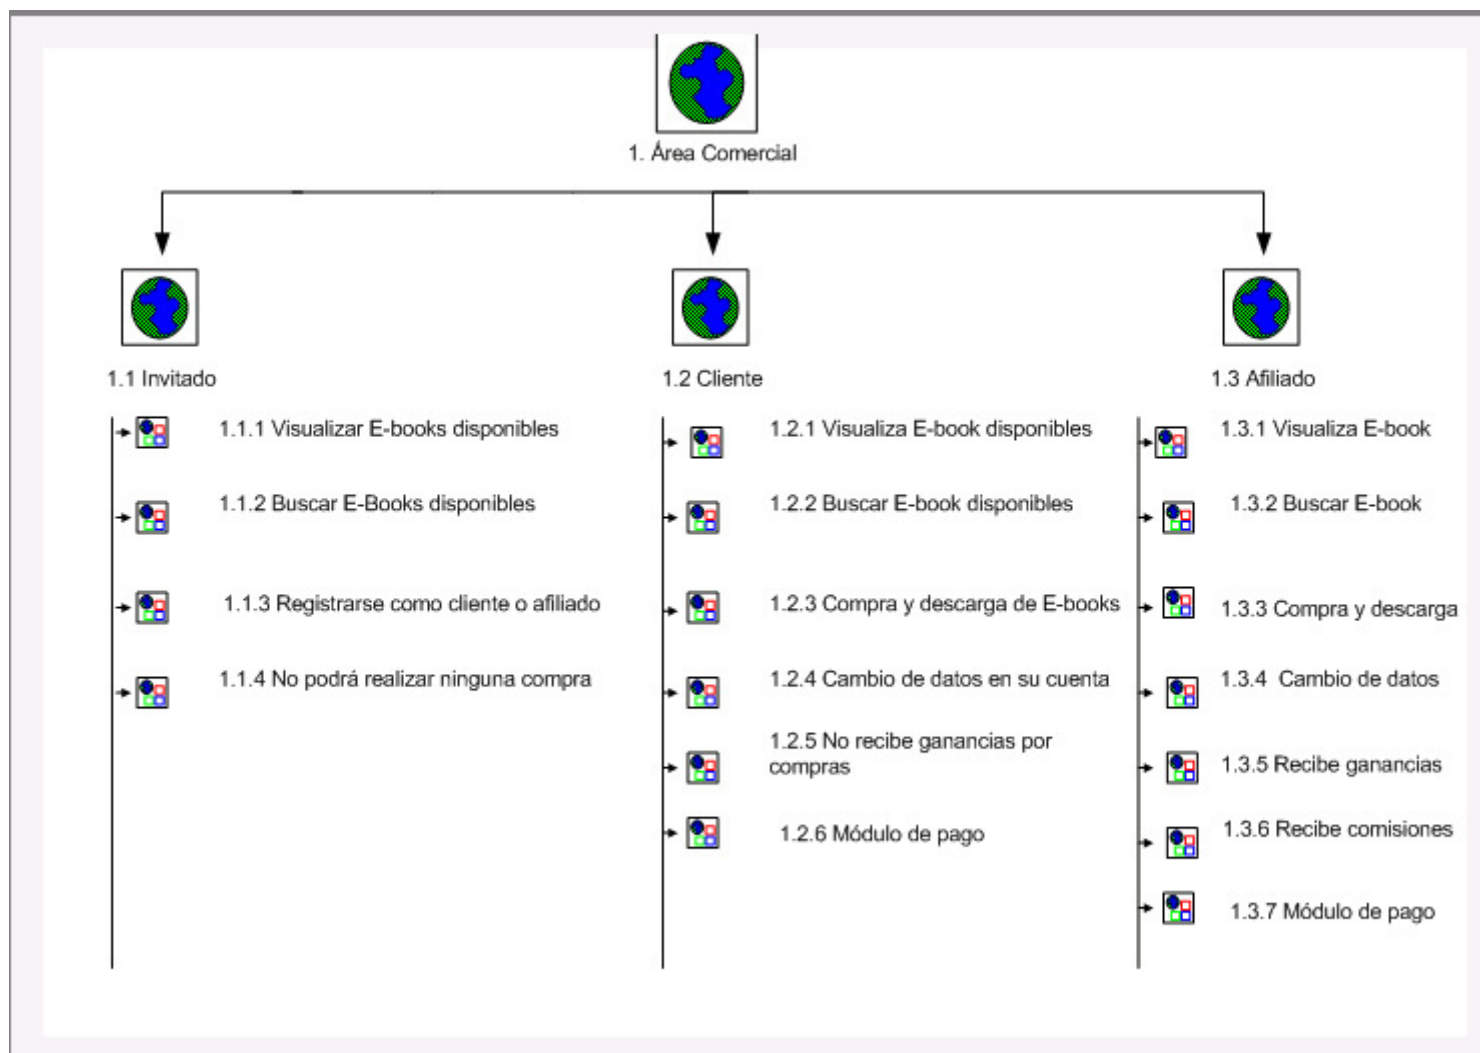 1. Área Comercial
1.1 Invitado
1.1.1 Visualizar E-books disponibles
1.1.2 Buscar E-Books disponibles
1.1.3 Registrarse como cliente o afiliado
1.1.4 No podrá realizar ninguna compra
1.2 Cliente
1.2.1 Visualiza E-book disponibles
1.2.2 Buscar E-book disponibles
1.2.3 Compra y descarga de E-books
1.2.4 Cambio de datos en su cuenta
1.2.5 No recibe ganancias por
compras
1.2.6 Módulo de pago
1.3 Afiliado
1.3.1 Visualiza E-book
1.3.2 Buscar E-book
1.3.3 Compra y descarga
1.3.4 Cambio de datos
1.3.5 Recibe ganancias
1.3.6 Recibe comisiones
1.3.7 Módulo de pago